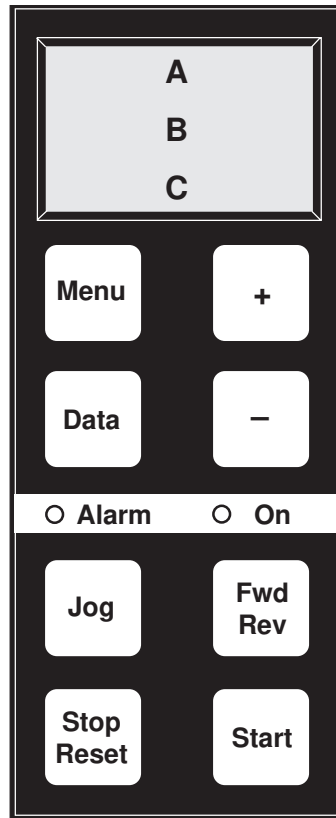 A
B
C
Menu
+
Data
–
Alarm
On
Jog
Fwd
Rev
Stop
Reset
Start